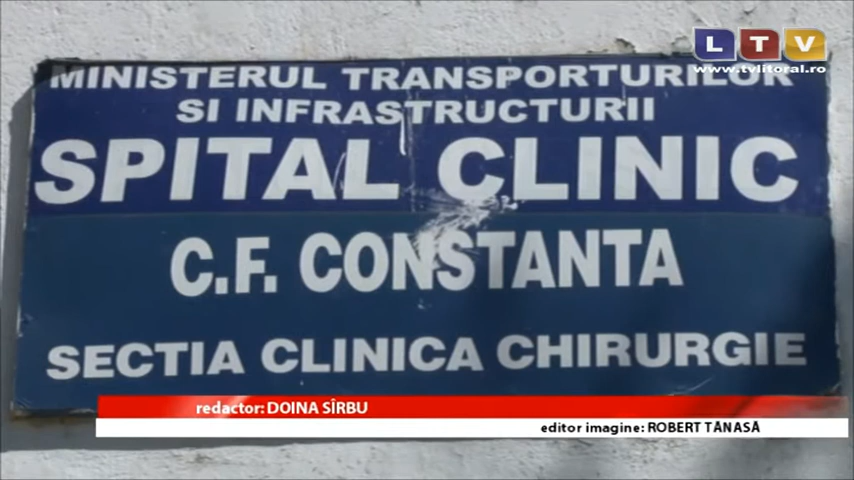 LTV
www.tvlitoral.ro
MINISTERUL TRANSPORTURILOR
SI INFRASTRUCTURII
SPITAL CLINIC
C.F. CONSTANTA
SECTIA CLINICA CHIRURGIE
redactor: DOINA SÎRBU
editor imagine: ROBERT TĂNASĂ